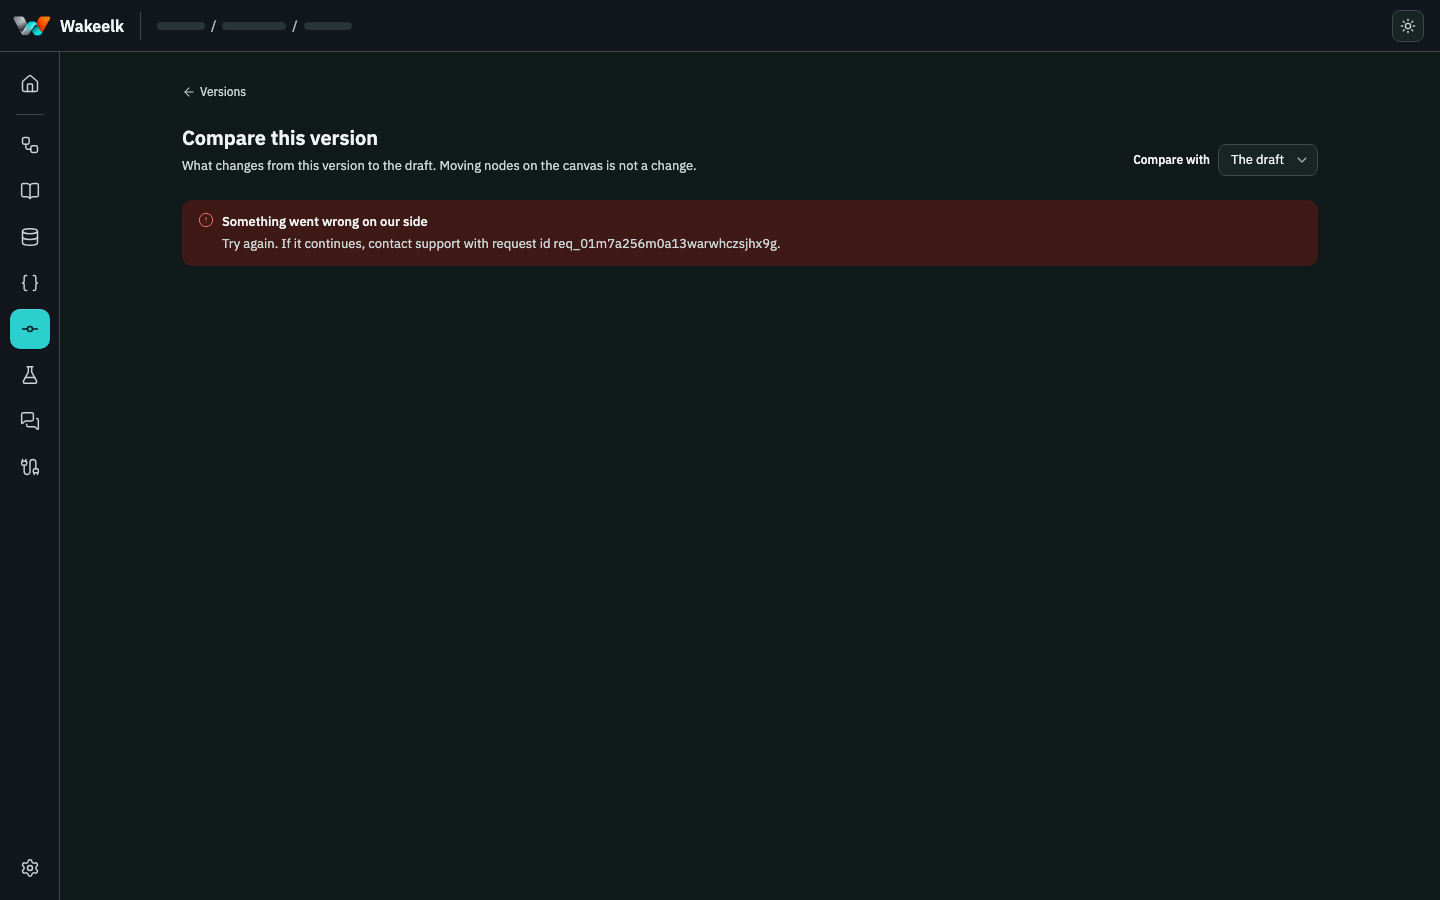 Wakeelk / /
Versions
Compare this version
What changes from this version to the draft. Moving nodes on the canvas is not a change.
Compare with The draft
Something went wrong on our side
Try again. If it continues, contact support with request id req_01m7a256m0a13warwhczsjhx9g.